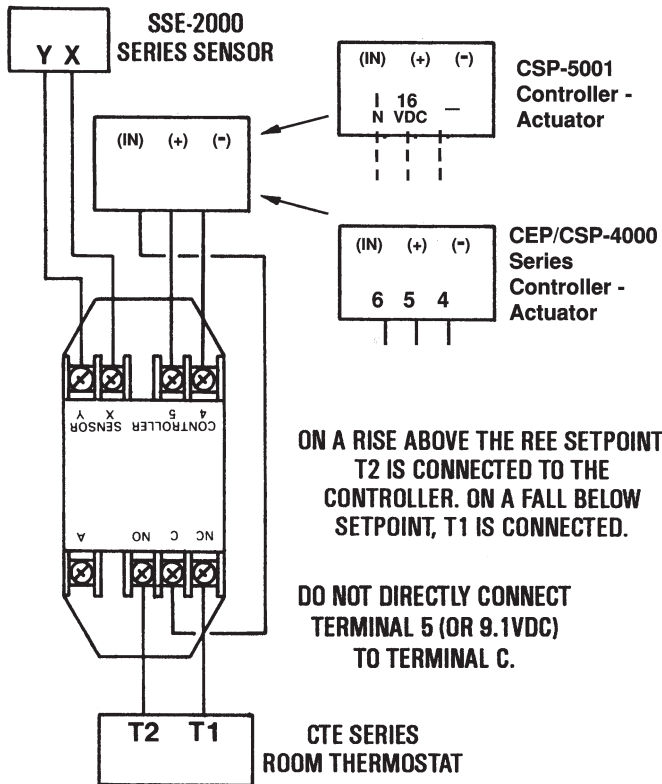 SSE-2000
SERIES SENSOR
Y X
(IN) (+) (-)
(IN) (+) (-)
I 16 —
N VDC
CSP-5001
Controller -
Actuator
(IN) (+) (-)
6 5 4
CEP/CSP-4000
Series
Controller -
Actuator
Y X 5 4
SENSOR CONTROLLER
A NO C NC
ON A RISE ABOVE THE REE SETPOINT
T2 IS CONNECTED TO THE
CONTROLLER. ON A FALL BELOW
SETPOINT, T1 IS CONNECTED.
DO NOT DIRECTLY CONNECT
TERMINAL 5 (OR 9.1VDC)
TO TERMINAL C.
T2 T1
CTE SERIES
ROOM THERMOSTAT